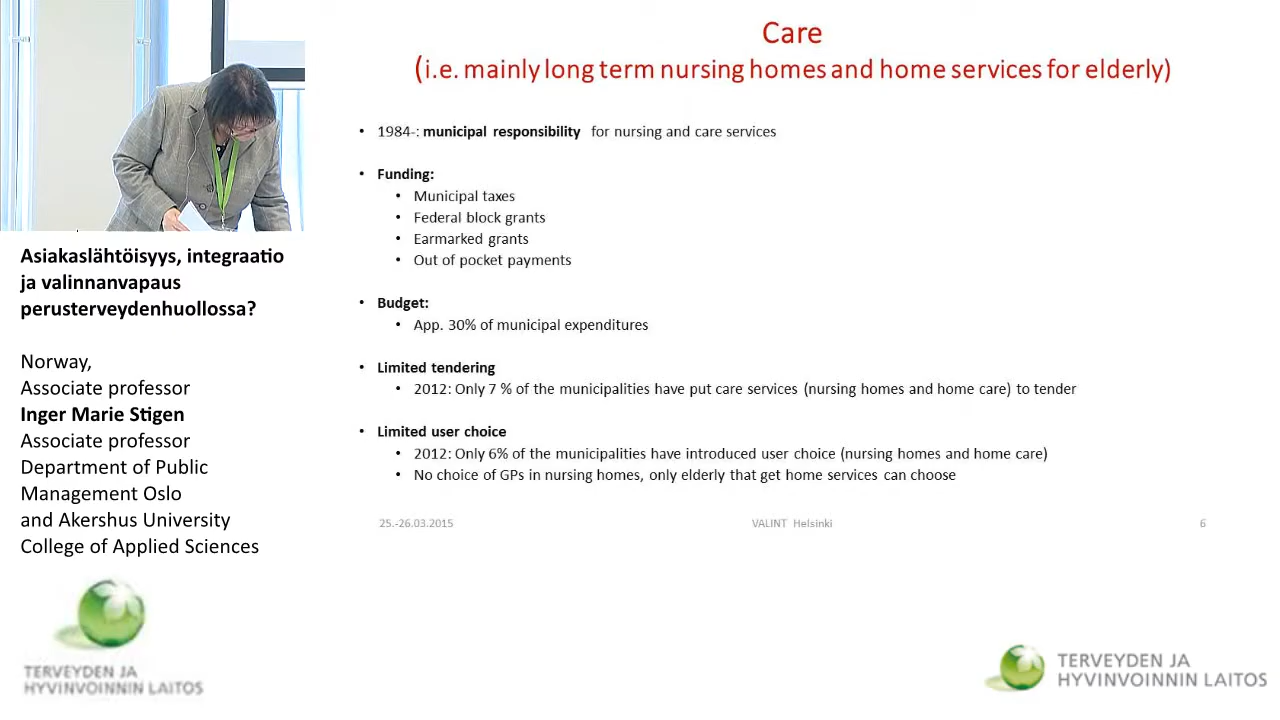 Care
(i.e. mainly long term nursing homes and home services for elderly)
• 1984-: municipal responsibility for nursing and care services
• Funding:
• Municipal taxes
• Federal block grants
• Earmarked grants
• Out of pocket payments
• Budget:
• App. 30% of municipal expenditures
• Limited tendering
• 2012: Only 7 % of the municipalities have put care services (nursing homes and home care) to tender
• Limited user choice
• 2012: Only 6% of the municipalities have introduced user choice (nursing homes and home care)
• No choice of GPs in nursing homes, only elderly that get home services can choose
25.-26.03.2015
VALINT Helsinki
6
Asiakaslähtöisyys, integraatio
ja valinnanvapaus
perusterveydenhuollossa?
Norway,
Associate professor
Inger Marie Stigen
Associate professor
Department of Public
Management Oslo
and Akershus University
College of Applied Sciences
TERVEYDEN JA
HYVINVOINNIN LAITOS
TERVEYDEN JA
HYVINVOINNIN LAITOS